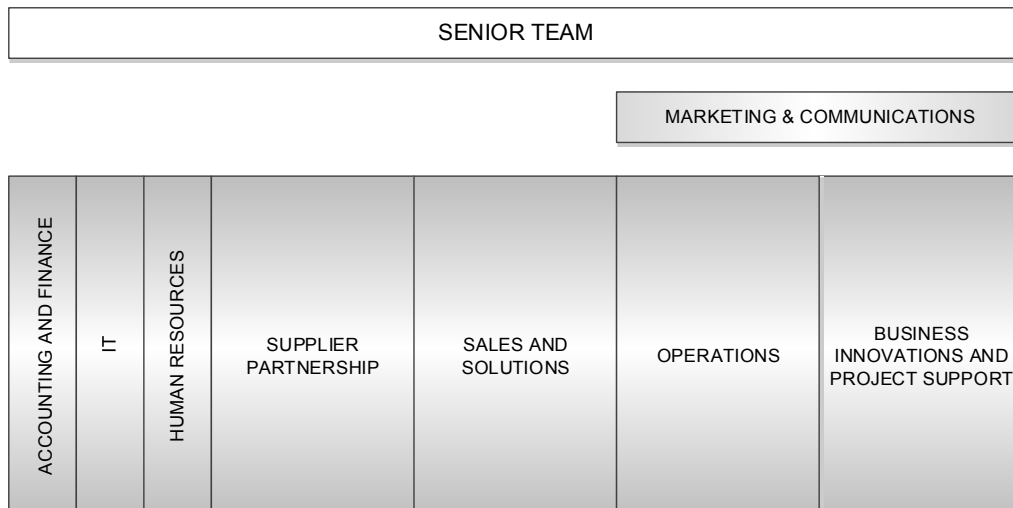 SENIOR TEAM
MARKETING & COMMUNICATIONS
ACCOUNTING AND FINANCE
IT
HUMAN RESOURCES
SUPPLIER
PARTNERSHIP
SALES AND
SOLUTIONS
OPERATIONS
BUSINESS
INNOVATIONS AND
PROJECT SUPPORT